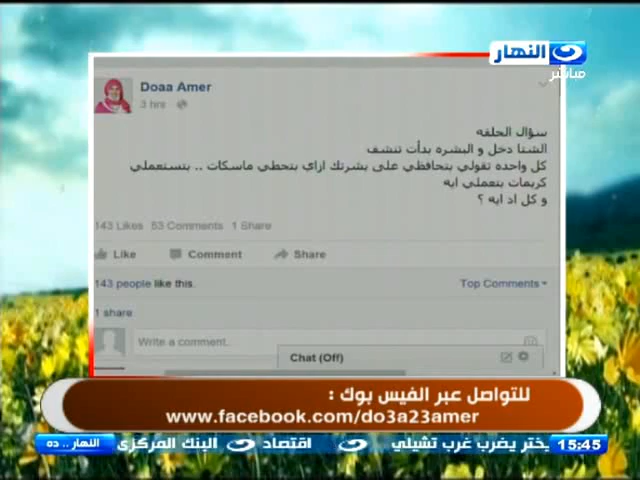 النهار
مباشر
Doaa Amer
3 hrs
سؤال الحلقه
الشتا دخل و البشره بدأت تنشف
كل واحده تقولي بتحافظي على بشرتك ازاي بتحطي ماسكات .. بتستعملي
كريمات بتعملي ايه
و كل اد ايه ؟
143 Likes 53 Comments 1 Share
Like Comment Share
143 people like this.
Top Comments
1 share
Write a comment.
Chat (Off)
للتواصل عبر الفيس بوك :
www.facebook.com/do3a23amer
يختر يضرب غرب تشيلي اقتصاد البنك المركزى
النهار .. ده
15:45